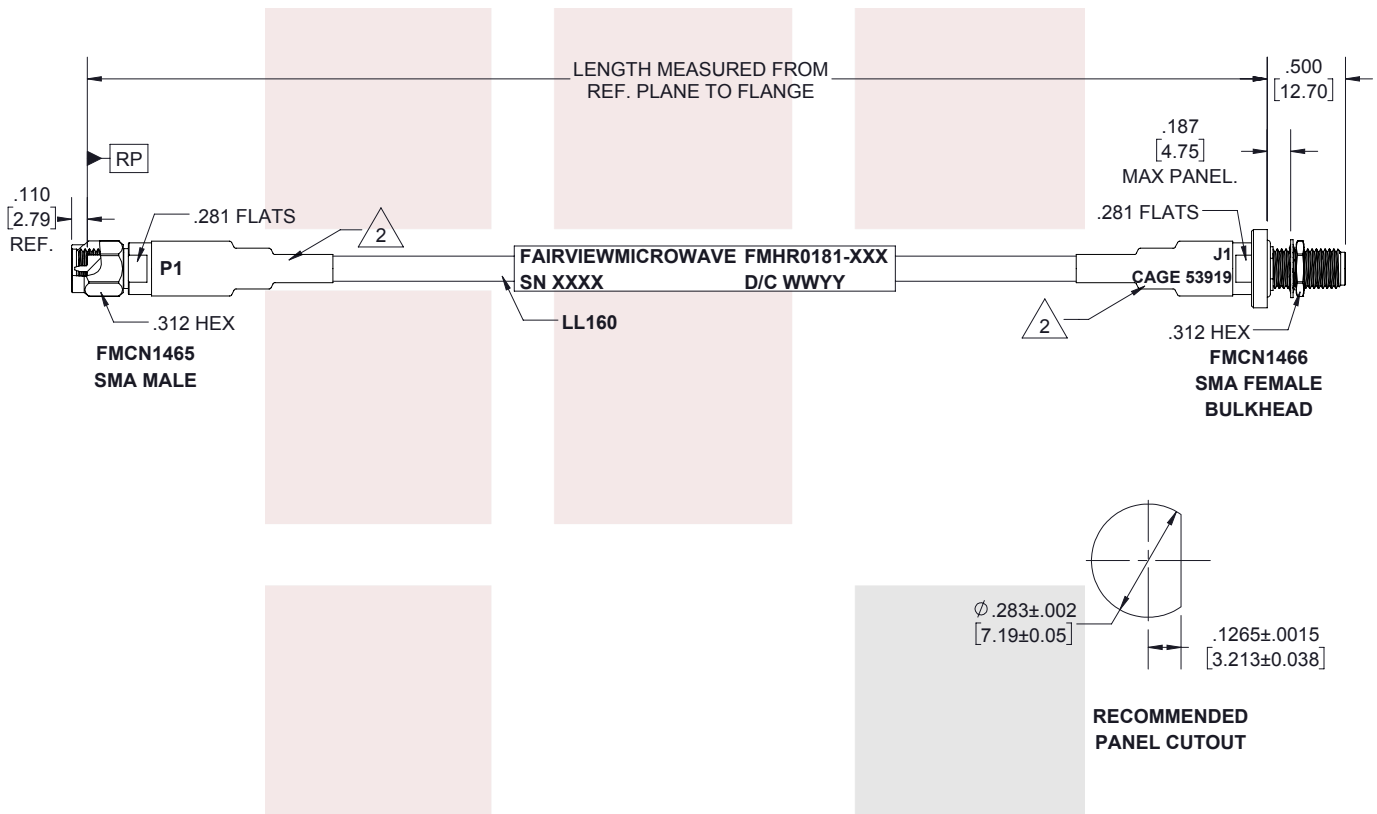 LENGTH MEASURED FROM
REF. PLANE TO FLANGE
.500
[12.70]
.187
[4.75]
MAX PANEL.
RP
.110
[2.79]
REF.
.281 FLATS
2
.281 FLATS
P1
FAIRVIEWMICROWAVE FMHR0181-XXX
SN XXXX D/C WWYY
J1
CAGE 53919
.312 HEX
LL160
2
.312 HEX
FMCN1465
SMA MALE
FMCN1466
SMA FEMALE
BULKHEAD
Ø.283±.002
[7.19±0.05]
.1265±.0015
[3.213±0.038]
RECOMMENDED
PANEL CUTOUT